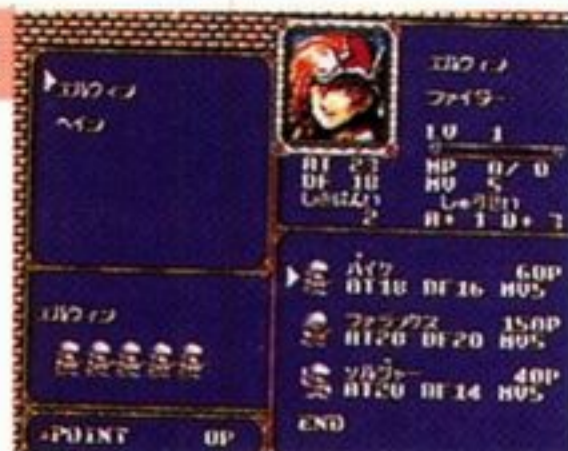 エルウィン
ヘイン
エルウィン
ファイター
LV 1
AT 23
DF 18
MP 0/ 0
MV 5
しきはんい
2
しゅうせい
A+ 1 D+ 3
パイク 60P
AT18 DF16 MV5
ファランクス 150P
AT20 DF20 MV5
ソルジャー 40P
AT20 DF14 MV5
END
エルウィン
POINT 0P